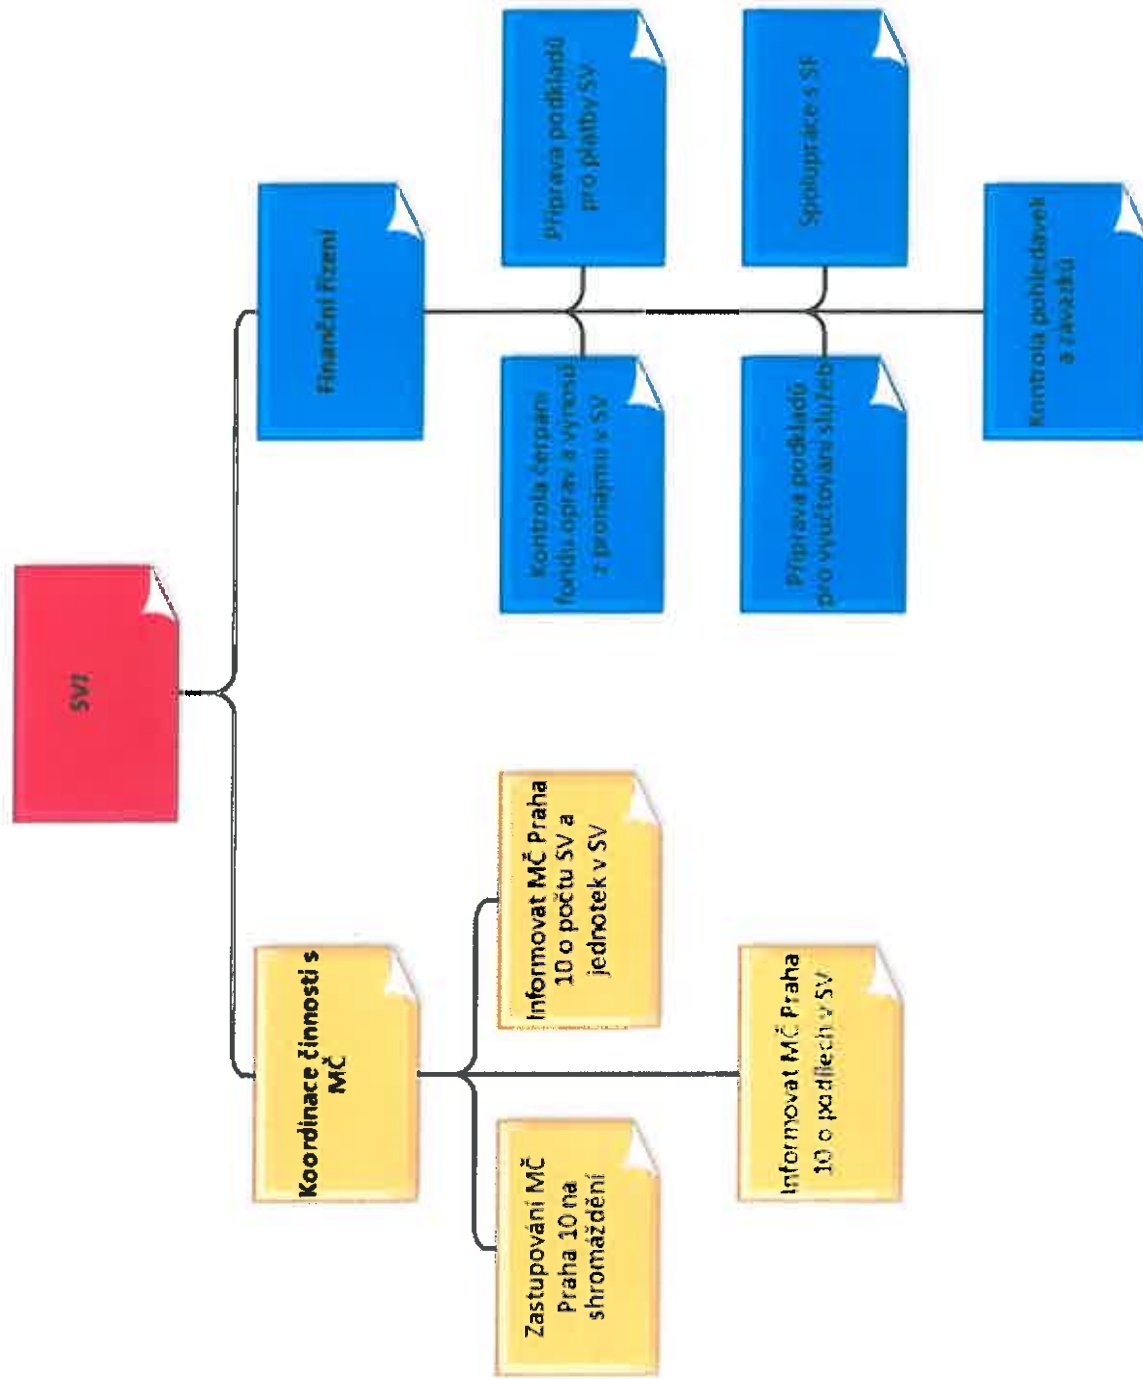 SVJ
Koordinace činností s
MČ
Zastupování MČ
Praha 10 na
shromáždění
Informovat MČ Praha
10 o počtu SV a
jednotek v SV
Informovat MČ Praha
10 o podílech v SV
Finanční řízení
Kontrola čerpání
fondu oprav a výnosů
z pronájmu v SV
Příprava podkladů
pro platby SV
Příprava podkladů
pro vyúčtování služeb
Spolupráce s SF
Kontrola pohledávek
a závazků